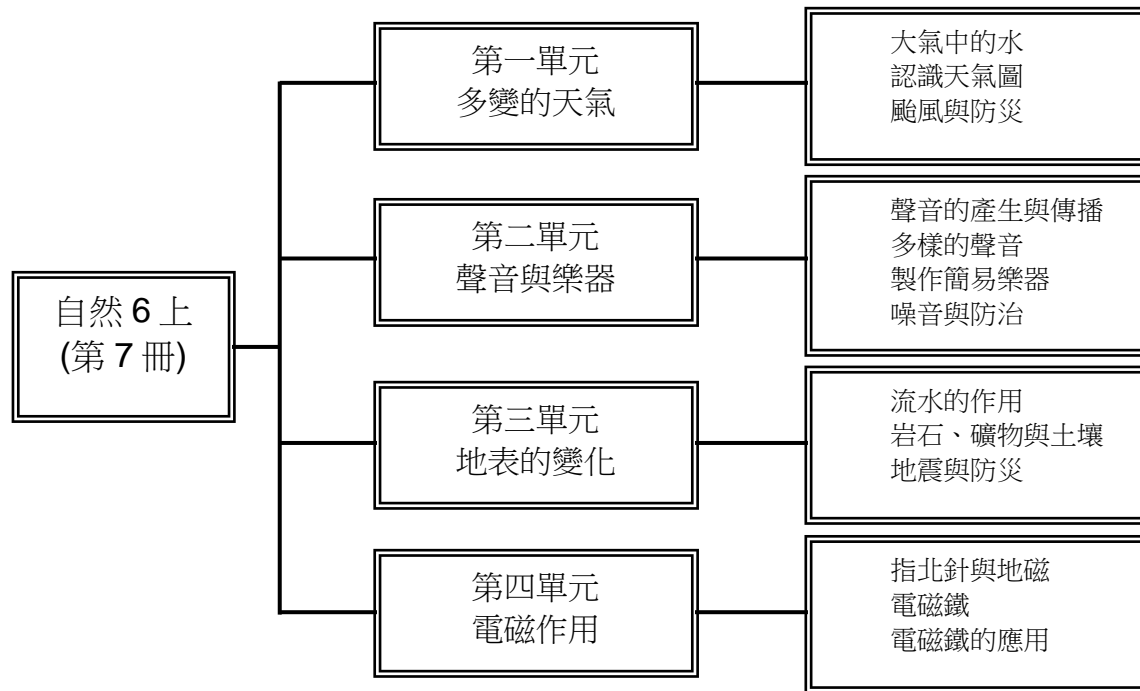 自然 6 上
(第 7 冊)
第一單元
多變的天氣
大氣中的水
認識天氣圖
颱風與防災
第二單元
聲音與樂器
聲音的產生與傳播
多樣的聲音
製作簡易樂器
噪音與防治
第三單元
地表的變化
流水的作用
岩石、礦物與土壤
地震與防災
第四單元
電磁作用
指北針與地磁
電磁鐵
電磁鐵的應用